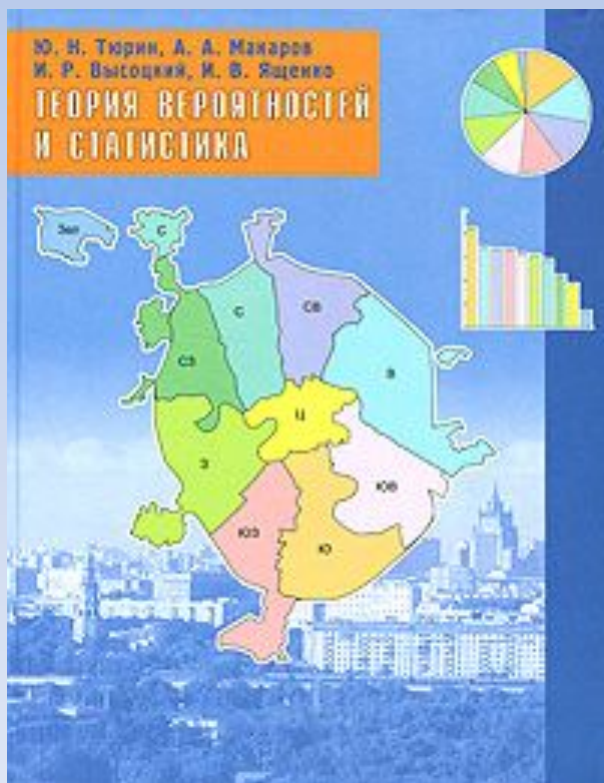 Ю. Н. Тюрин, А. А. Макаров
И. Р. Высоцкий, И. В. Ященко
ТЕОРИЯ ВЕРОЯТНОСТЕЙ
И СТАТИСТИКА
Зел
С
С
СВ
СЗ
В
Ц
З
ЮВ
ЮЗ
Ю